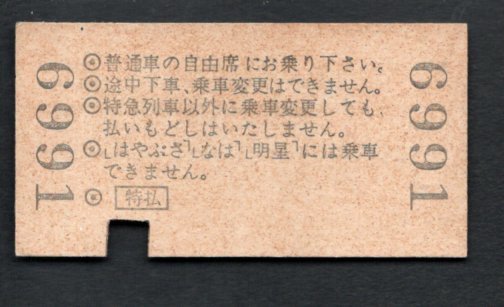 6991
◎普通車の自由席にお乗り下さい。
◎途中下車、乗車変更はできません。
◎特急列車以外に乗車変更しても、
払いもどしはいたしません。
◎「はやぶさ」「なは」「明星」には乗車
できません。
◎特払
6991